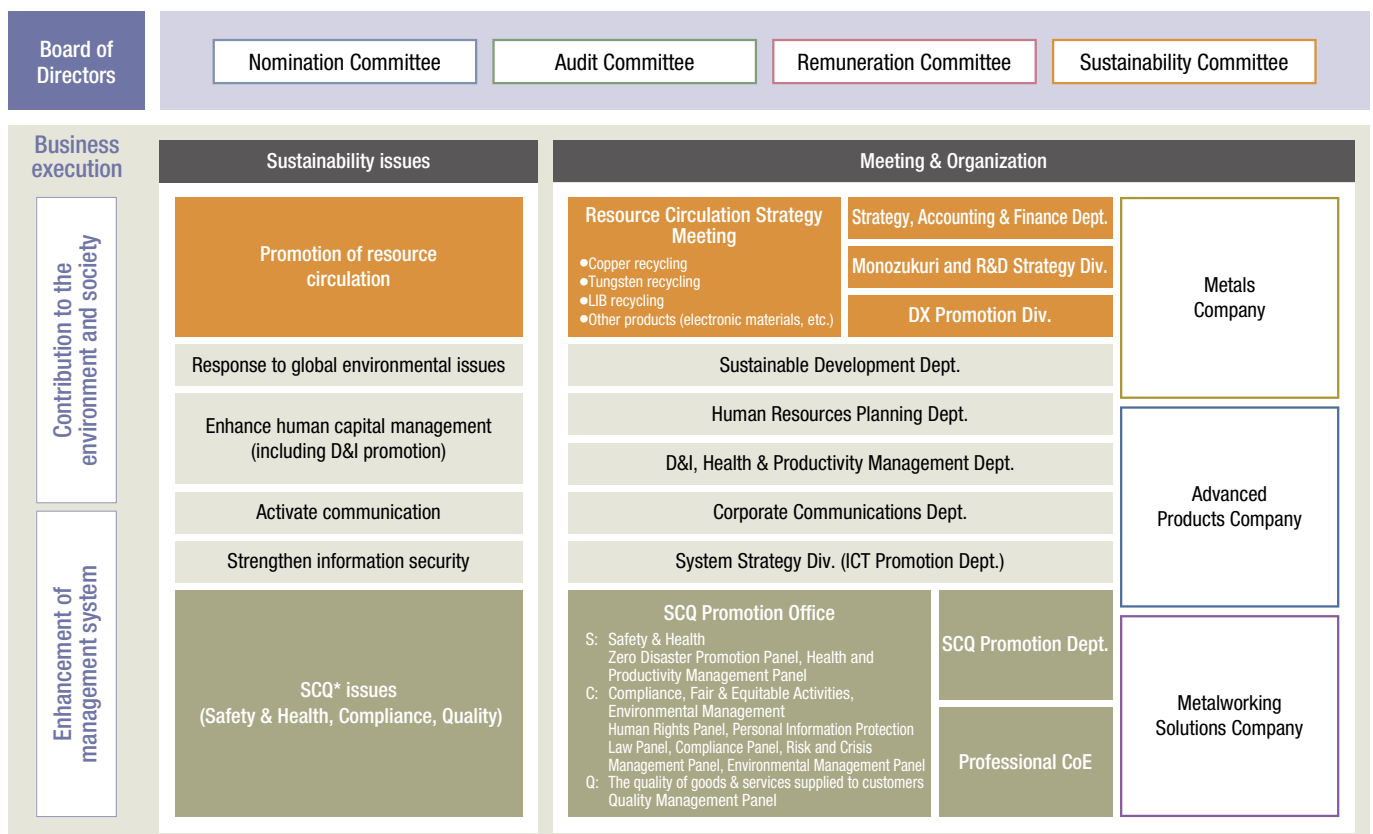 Board of
Directors
Nomination Committee
Audit Committee
Remuneration Committee
Sustainability Committee
Business
execution
Sustainability issues
Meeting & Organization
Contribution to the
environment and society
Promotion of resource
circulation
Resource Circulation Strategy
Meeting
●Copper recycling
●Tungsten recycling
●LIB recycling
●Other products (electronic materials, etc.)
Strategy, Accounting & Finance Dept.
Monozukuri and R&D Strategy Div.
DX Promotion Div.
Metals
Company
Response to global environmental issues
Sustainable Development Dept.
Enhance human capital management
(including D&I promotion)
Human Resources Planning Dept.
D&I, Health & Productivity Management Dept.
Advanced
Products Company
Activate communication
Corporate Communications Dept.
Enhancement of
management system
Strengthen information security
System Strategy Div. (ICT Promotion Dept.)
SCQ* issues
(Safety & Health, Compliance, Quality)
SCQ Promotion Office
S: Safety & Health
Zero Disaster Promotion Panel, Health and
Productivity Management Panel
C: Compliance, Fair & Equitable Activities,
Environmental Management
Human Rights Panel, Personal Information Protection
Law Panel, Compliance Panel, Risk and Crisis
Management Panel, Environmental Management Panel
Q: The quality of goods & services supplied to customers
Quality Management Panel
SCQ Promotion Dept.
Professional CoE
Metalworking
Solutions Company